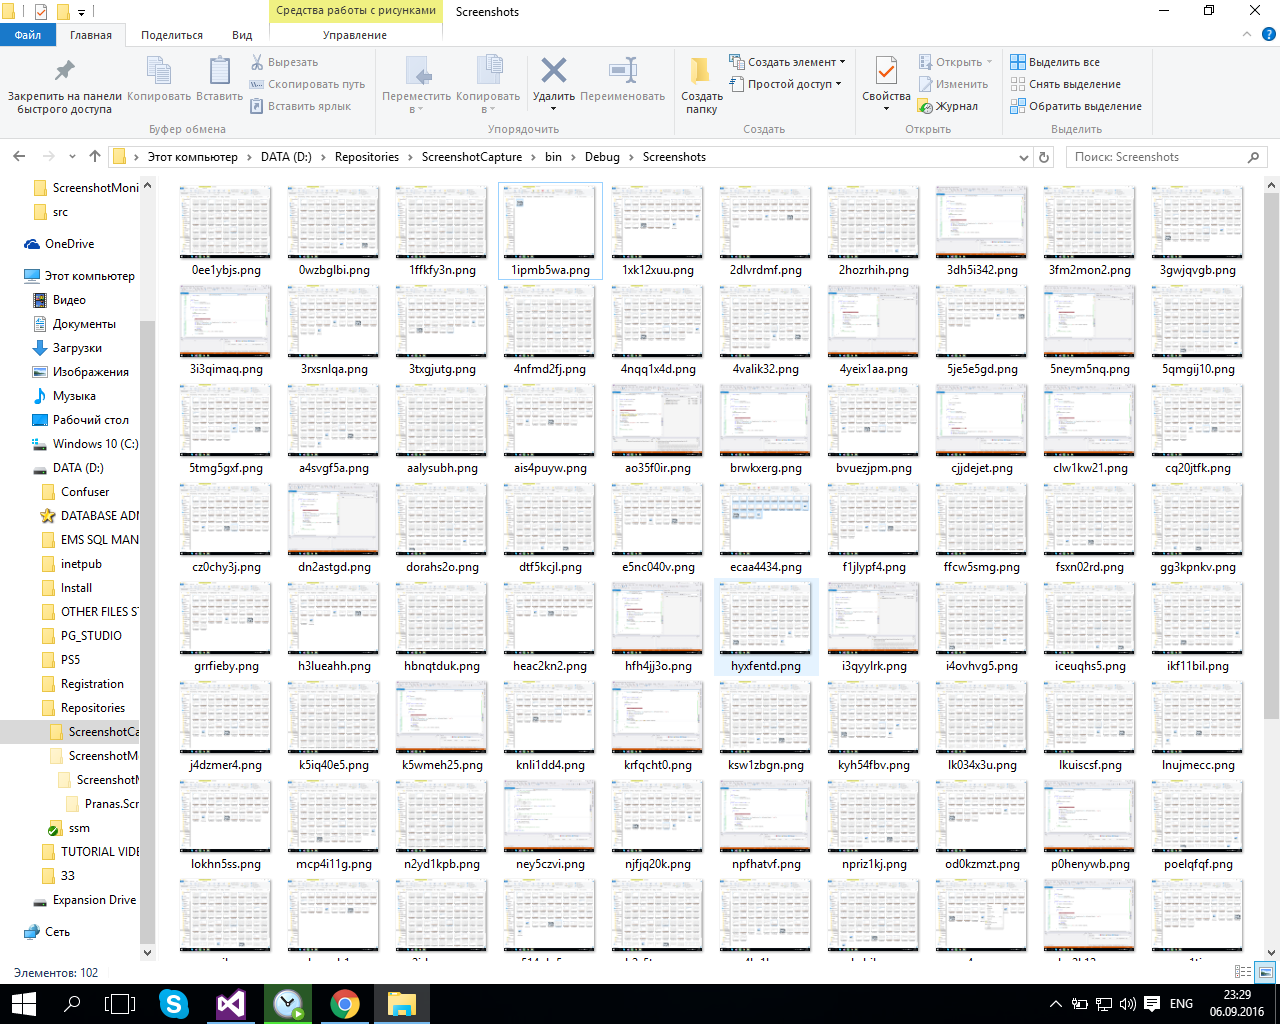 Средства работы с рисунками
Screenshots
Файл
Главная
Поделиться
Вид
Управление
Закрепить на панели быстрого доступа
Копировать
Вставить
Вырезать
Скопировать путь
Вставить ярлык
Буфер обмена
Переместить в
Копировать в
Удалить
Переименовать
Упорядочить
Создать папку
Создать элемент
Простой доступ
Создать
Свойства
Открыть
Изменить
Журнал
Открыть
Выделить все
Снять выделение
Обратить выделение
Выделить
Этот компьютер
DATA (D:)
Repositories
ScreenshotCapture
bin
Debug
Screenshots
Поиск: Screenshots
ScreenshotMoni
src
OneDrive
Этот компьютер
Видео
Документы
Загрузки
Изображения
Музыка
Рабочий стол
Windows 10 (C:)
DATA (D:)
Confuser
DATABASE ADM
EMS SQL MAN
inetpub
Install
OTHER FILES ST
PG_STUDIO
PS5
Registration
Repositories
ScreenshotCa
ScreenshotM
ScreenshotM
Pranas.Scr
ssm
TUTORIAL VIDE
33
Expansion Drive
Сеть
0ee1ybjs.png 0wzbglbi.png 1ffkfy3n.png 1ipmb5wa.png 1xk12xuu.png 2dlvrdmf.png 2hozrhih.png 3dh5i342.png 3fm2mon2.png 3gwjqvgb.png
3i3qimaq.png 3rxsnlqa.png 3txgjutg.png 4nfmd2fj.png 4nqq1x4d.png 4valik32.png 4yeix1aa.png 5je5e5gd.png 5neym5nq.png 5qmgijj10.png
5tmg5gxf.png a4svgf5a.png aalysubh.png ais4puyw.png ao35f0ir.png brwkxerg.png bvuezjpm.png cjjdejet.png clw1kw21.png cq20jtfk.png
cz0chy3j.png dn2astgd.png dorahs2o.png dtf5kcjl.png e5nc040v.png ecaa4434.png f1jlypf4.png ffcw5smg.png fsxn02rd.png gg3kpnkv.png
grrfieby.png h3lueahh.png hbnqtduk.png heac2kn2.png hfh4jj3o.png hyxfentd.png i3qyylrk.png i4ovhvg5.png iceuqhs5.png ikf11bil.png
j4dzmer4.png k5iq40e5.png k5wmeh25.png knli1dd4.png krfqcht0.png ksw1zbgn.png kyh54fbv.png lk034x3u.png lkuiscsf.png lnujmecc.png
lokhn5ss.png mcp4i11g.png n2yd1kpb.png ney5czvi.png njfjq20k.png npfhatvf.png npriz1kj.png od0kzmzt.png p0henywb.png poelqfqf.png
Элементов: 102
ENG
23:29
06.09.2016